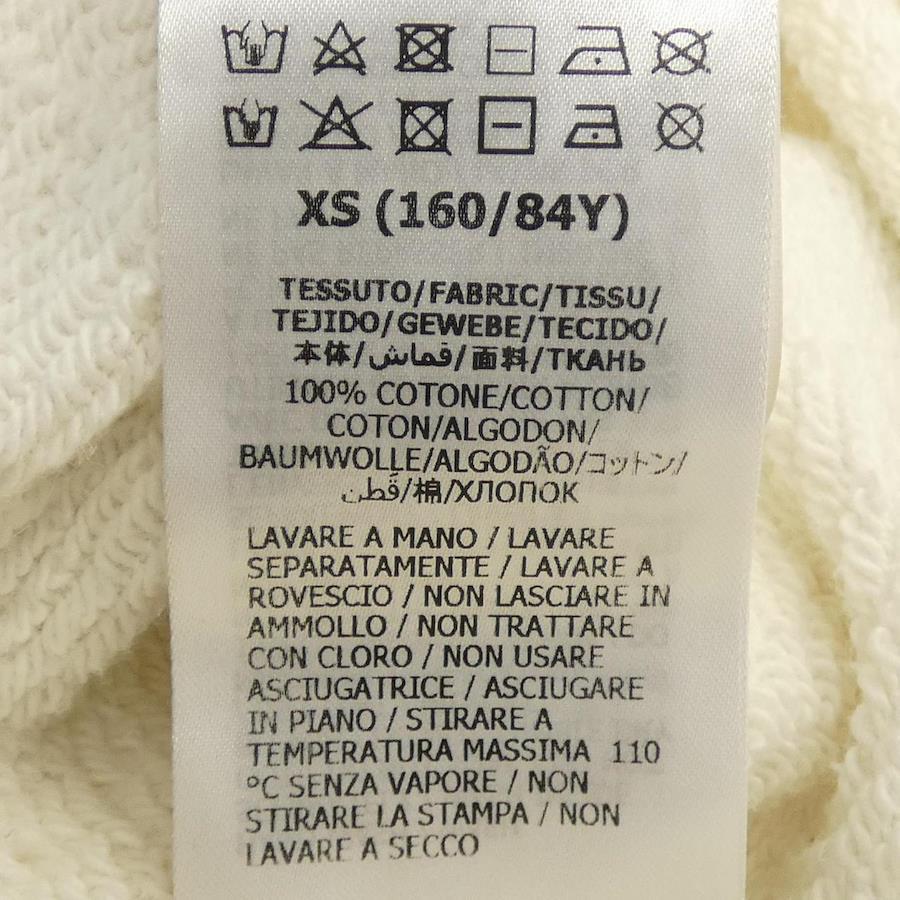 XS (160/84Y)
TESSUTO/FABRIC/TISSU/
TEJIDO/GEWEBE/TECIDO/
本体/قماش/面料/ТКАНЬ
100% COTONE/COTTON/
COTON/ALGODON/
BAUMWOLLE/ALGODÃO/コットン/
قطن/棉/ХЛОПОК
LAVARE A MANO / LAVARE
SEPARATAMENTE / LAVARE A
ROVESCIO / NON LASCIARE IN
AMMOLLO / NON TRATTARE
CON CLORO / NON USARE
ASCIUGATRICE / ASCIUGARE
IN PIANO / STIRARE A
TEMPERATURA MASSIMA 110
°C SENZA VAPORE / NON
STIRARE LA STAMPA / NON
LAVARE A SECCO